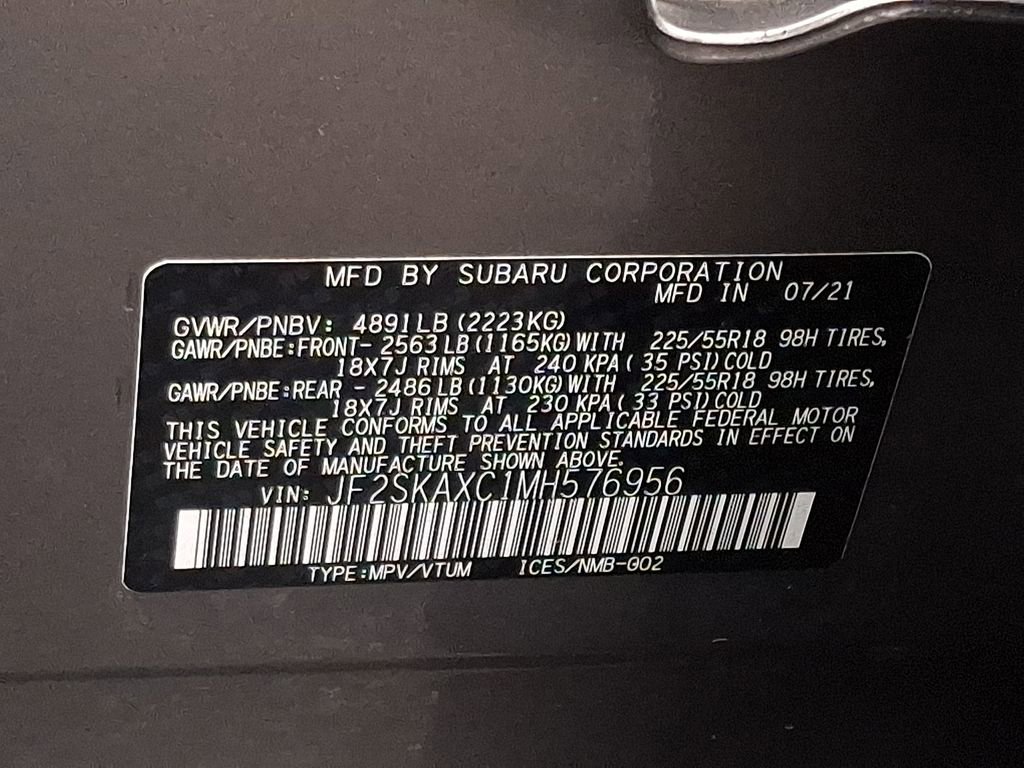 MFD BY SUBARU CORPORATION
MFD IN 07/21
GVWR/PNBV: 4891LB(2223KG)
GAWR/PNBE:FRONT- 2563LB(1165KG)WITH 225/55R18 98H TIRES,
18X7J RIMS AT 240 KPA( 35 PSI)COLD
GAWR/PNBE:REAR - 2486LB(1130KG)WITH 225/55R18 98H TIRES,
18X7J RIMS AT 230 KPA( 33 PSI)COLD
THIS VEHICLE CONFORMS TO ALL APPLICABLE FEDERAL MOTOR
VEHICLE SAFETY AND THEFT PREVENTION STANDARDS IN EFFECT ON
THE DATE OF MANUFACTURE SHOWN ABOVE.
VIN: JF2SKAXC1MH576956
TYPE:MPV/VTUM ICES/NMB-002